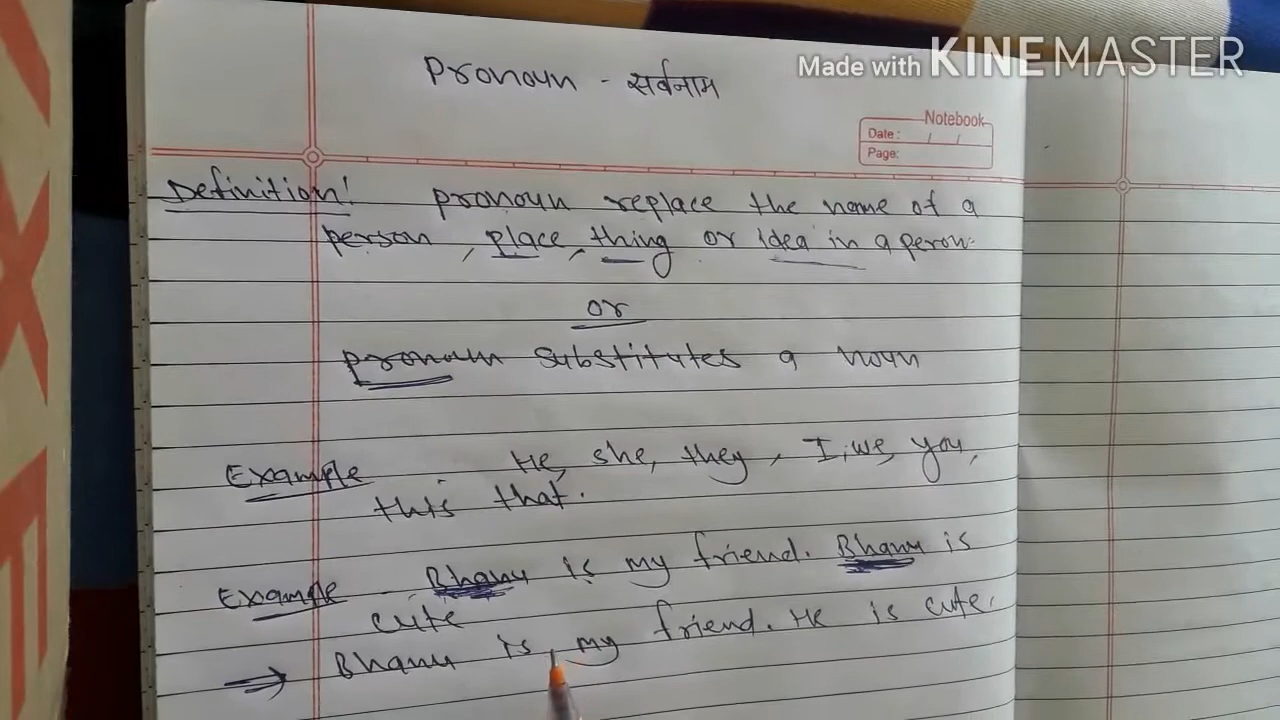 Made with KINEMASTER
Pronoun - सर्वनाम
Notebook
Date : / /
Page:
Definition! pronoun replace the name of a
person, place, thing or idea in a peron.
or
pronoun substitutes a noun
Example : He, she, they, I, we, you,
this that.
Example - Bhanu is my friend. Bhanu is
cute
⇒ Bhanu is my friend. He is cute.